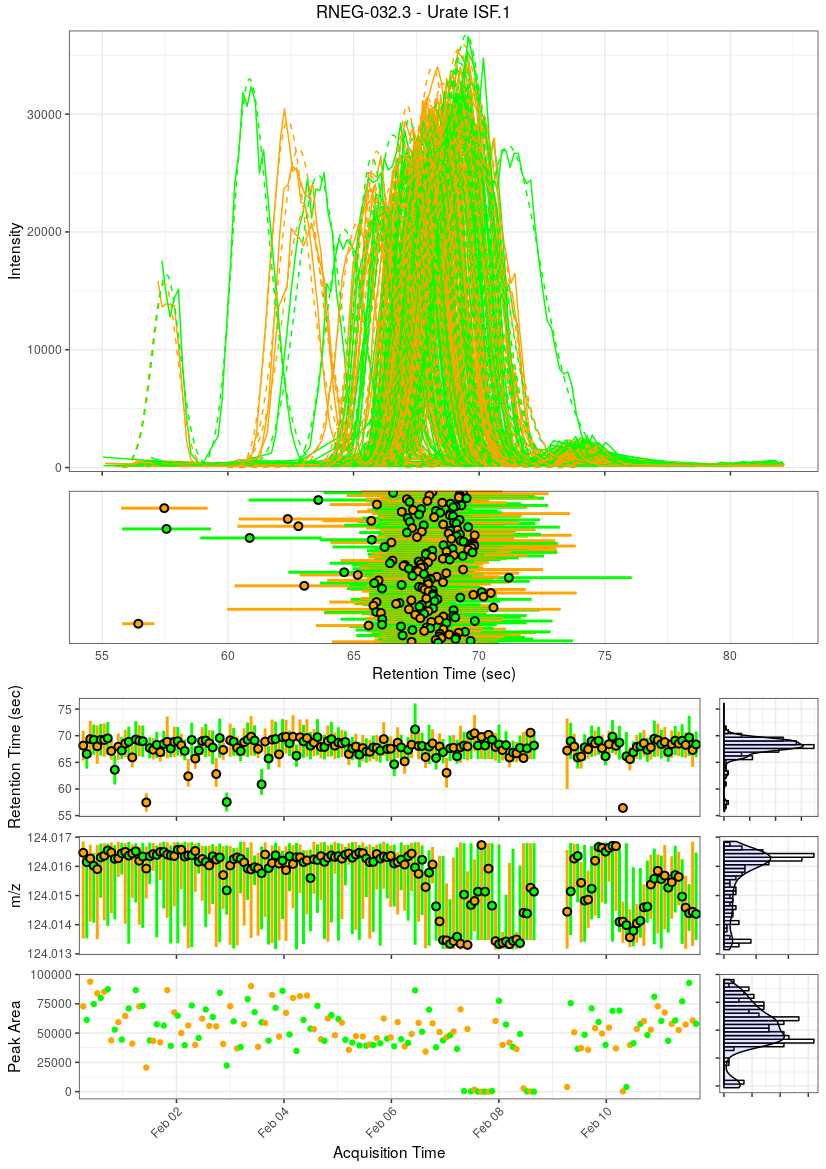 RNEG-032.3 - Urate ISF.1
Intensity
30000
20000
10000
0
55 60 65 70 75 80
Retention Time (sec)
Retention Time (sec)
75
70
65
60
55
m/z
124.017
124.016
124.015
124.014
124.013
Peak Area
100000
75000
50000
25000
0
Feb 02 Feb 04 Feb 06 Feb 08 Feb 10
Acquisition Time